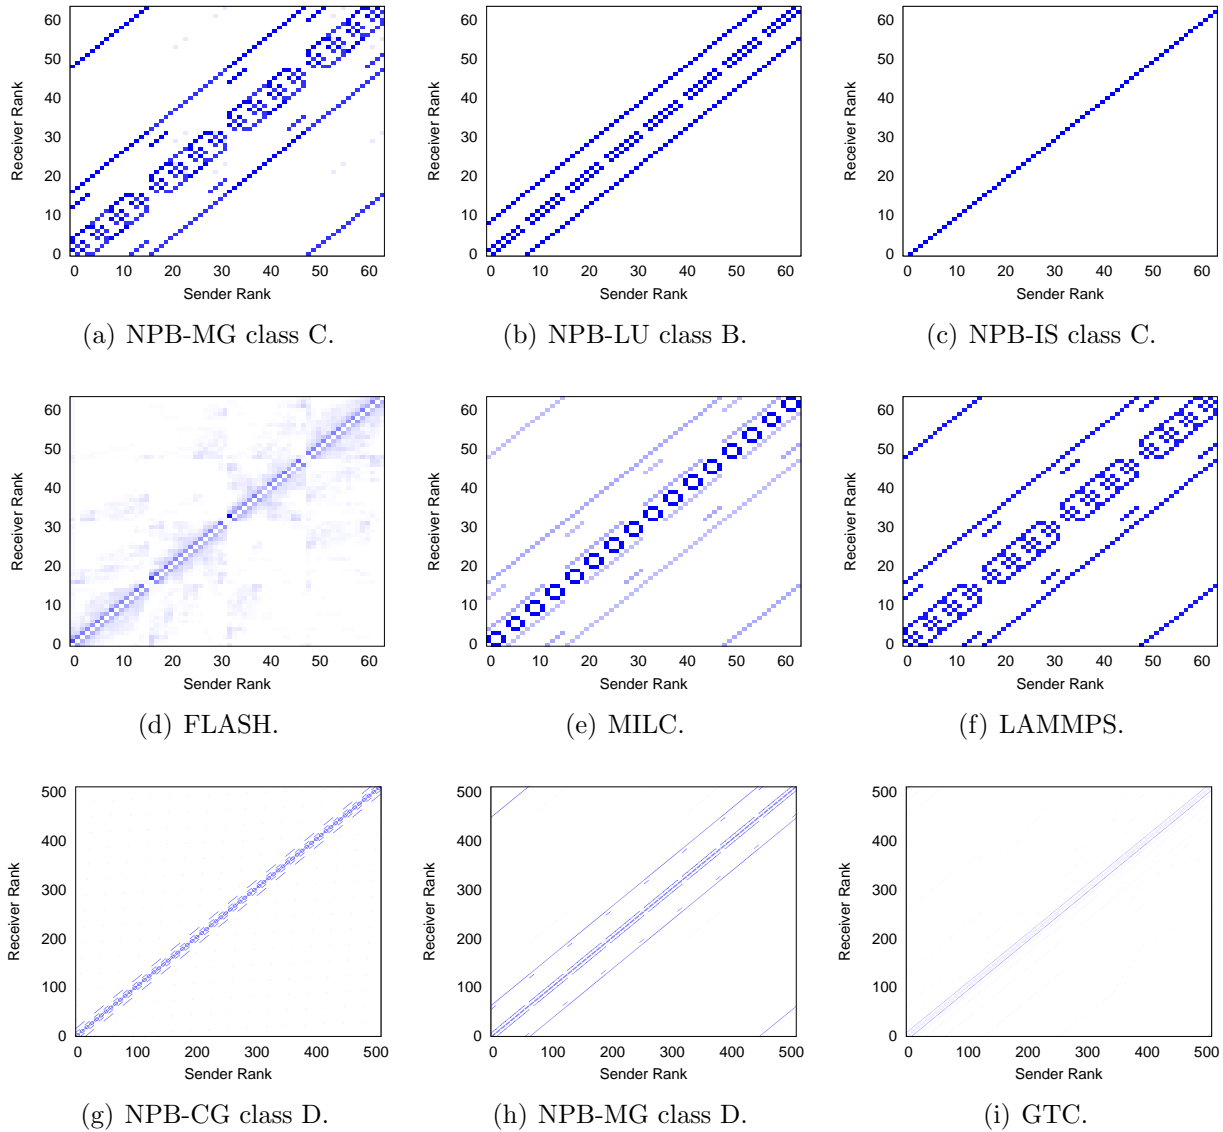 60
50
40
30
20
10
0
Receiver Rank
0 10 20 30 40 50 60
Sender Rank
(a) NPB-MG class C.
60
50
40
30
20
10
0
Receiver Rank
0 10 20 30 40 50 60
Sender Rank
(b) NPB-LU class B.
60
50
40
30
20
10
0
Receiver Rank
0 10 20 30 40 50 60
Sender Rank
(c) NPB-IS class C.
60
50
40
30
20
10
0
Receiver Rank
0 10 20 30 40 50 60
Sender Rank
(d) FLASH.
60
50
40
30
20
10
0
Receiver Rank
0 10 20 30 40 50 60
Sender Rank
(e) MILC.
60
50
40
30
20
10
0
Receiver Rank
0 10 20 30 40 50 60
Sender Rank
(f) LAMMPS.
500
400
300
200
100
0
Receiver Rank
0 100 200 300 400 500
Sender Rank
(g) NPB-CG class D.
500
400
300
200
100
0
Receiver Rank
0 100 200 300 400 500
Sender Rank
(h) NPB-MG class D.
500
400
300
200
100
0
Receiver Rank
0 100 200 300 400 500
Sender Rank
(i) GTC.